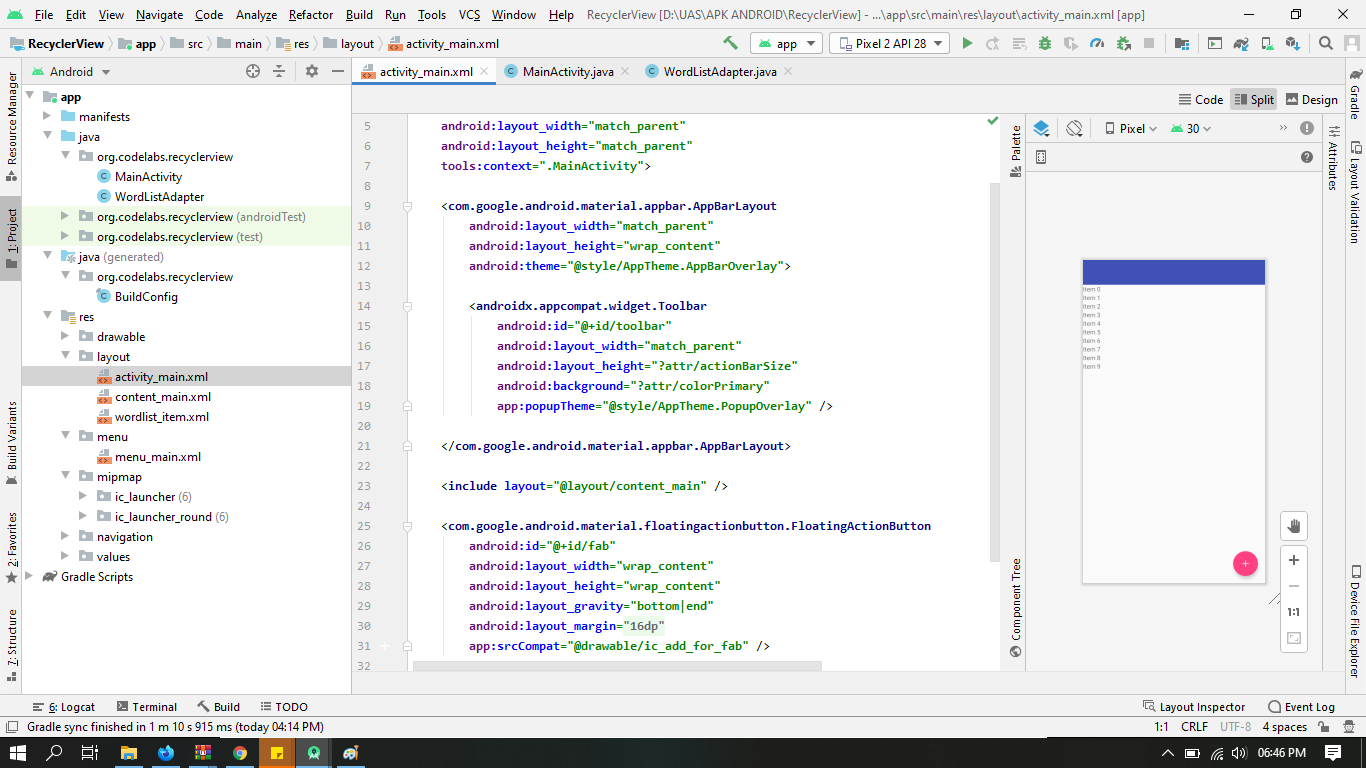 File Edit View Navigate Code Analyze Refactor Build Run Tools VCS Window Help RecyclerView [D:\UAS\APK ANDROID\RecyclerView] - ...\app\src\main\res\layout\activity_main.xml [app]
RecyclerView app src main res layout activity_main.xml app Pixel 2 API 28
Android activity_main.xml MainActivity.java WordListAdapter.java
Code Split Design
Resource Manager
1: Project
Build Variants
2: Favorites
7: Structure
app
manifests
java
org.codelabs.recyclerview
MainActivity
WordListAdapter
org.codelabs.recyclerview (androidTest)
org.codelabs.recyclerview (test)
java (generated)
org.codelabs.recyclerview
BuildConfig
res
drawable
layout
activity_main.xml
content_main.xml
wordlist_item.xml
menu
menu_main.xml
mipmap
ic_launcher (6)
ic_launcher_round (6)
navigation
values
Gradle Scripts
5 android:layout_width="match_parent"
6 android:layout_height="match_parent"
7 tools:context=".MainActivity">
8
9 <com.google.android.material.appbar.AppBarLayout
10 android:layout_width="match_parent"
11 android:layout_height="wrap_content"
12 android:theme="@style/AppTheme.AppBarOverlay">
13
14 <androidx.appcompat.widget.Toolbar
15 android:id="@+id/toolbar"
16 android:layout_width="match_parent"
17 android:layout_height="?attr/actionBarSize"
18 android:background="?attr/colorPrimary"
19 app:popupTheme="@style/AppTheme.PopupOverlay" />
20
21 </com.google.android.material.appbar.AppBarLayout>
22
23 <include layout="@layout/content_main" />
24
25 <com.google.android.material.floatingactionbutton.FloatingActionButton
26 android:id="@+id/fab"
27 android:layout_width="wrap_content"
28 android:layout_height="wrap_content"
29 android:layout_gravity="bottom|end"
30 android:layout_margin="16dp"
31 app:srcCompat="@drawable/ic_add_for_fab" />
32
Palette
Component Tree
Pixel 30 »
Item 0
Item 1
Item 2
Item 3
Item 4
Item 5
Item 6
Item 7
Item 8
Item 9
1:1
Attributes
Gradle
Layout Validation
Device File Explorer
6: Logcat Terminal Build TODO Layout Inspector Event Log
Gradle sync finished in 1 m 10 s 915 ms (today 04:14 PM) 1:1 CRLF UTF-8 4 spaces
06:46 PM